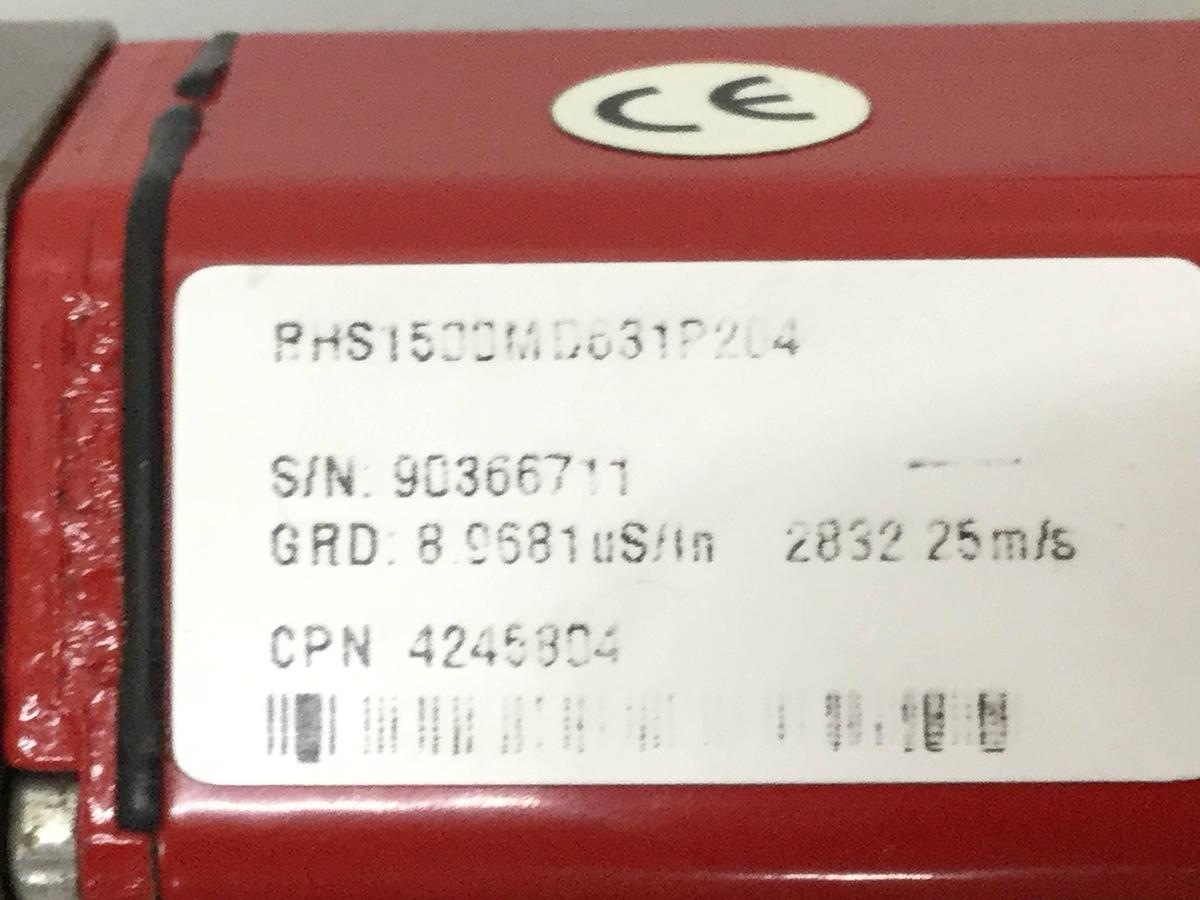 CE
RHS1500MD631P204
S/N: 90366711
GRD: 8.9681uS/in 2832.25m/s
CPN 4245804